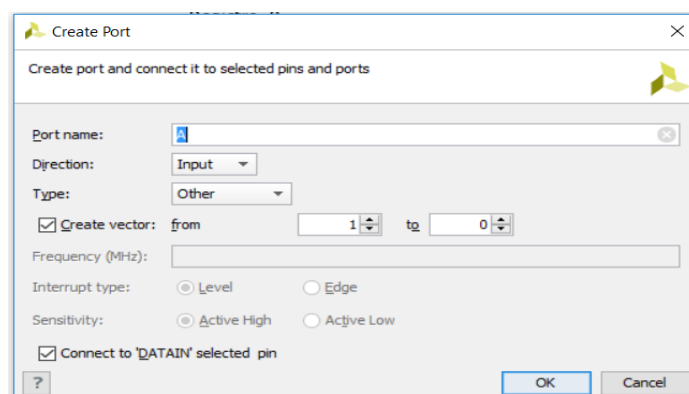 Create Port
Create port and connect it to selected pins and ports
Port name: A
Direction: Input
Type: Other
Create vector: from 1 to 0
Frequency (MHz):
Interrupt type: Level Edge
Sensitivity: Active High Active Low
Connect to 'DATAIN' selected pin
? OK Cancel